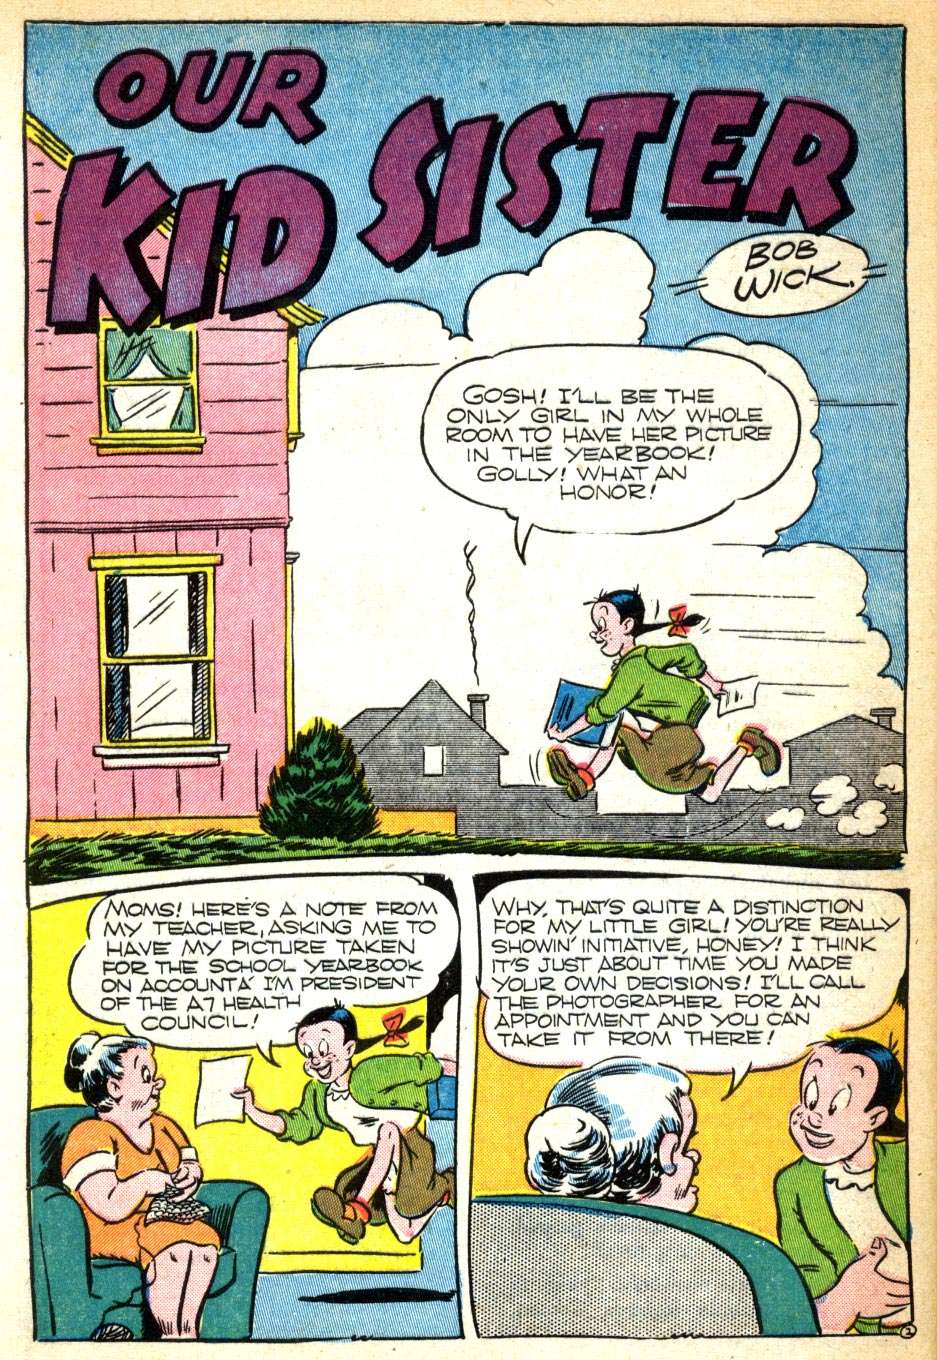 OUR
KID SISTER
BOB
WICK.
GOSH! I'LL BE THE
ONLY GIRL IN MY WHOLE
ROOM TO HAVE HER PICTURE
IN THE YEARBOOK!
GOLLY! WHAT AN
HONOR!
MOMS! HERE'S A NOTE FROM
MY TEACHER, ASKING ME TO
HAVE MY PICTURE TAKEN
FOR THE SCHOOL YEARBOOK
ON ACCOUNTA' I'M PRESIDENT
OF THE A7 HEALTH
COUNCIL!
WHY, THAT'S QUITE A DISTINCTION
FOR MY LITTLE GIRL! YOU'RE REALLY
SHOWIN' INITIATIVE, HONEY! I THINK
IT'S JUST ABOUT TIME YOU MADE
YOUR OWN DECISIONS! I'LL CALL
THE PHOTOGRAPHER FOR AN
APPOINTMENT AND YOU CAN
TAKE IT FROM THERE!
2